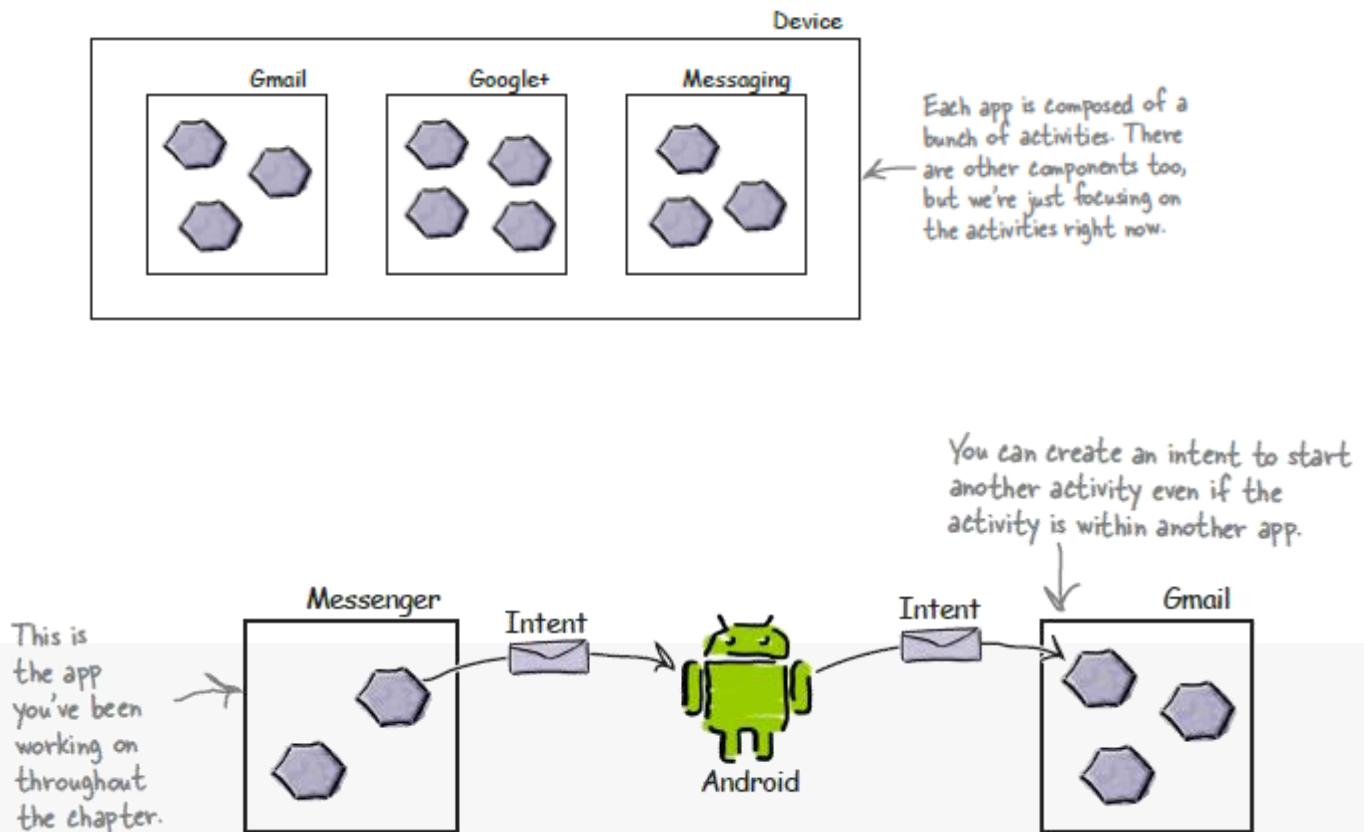 Device
Gmail
Google+
Messaging
Each app is composed of a
bunch of activities. There
are other components too,
but we're just focusing on
the activities right now.
You can create an intent to start
another activity even if the
activity is within another app.
Messenger
Intent
Intent
Gmail
This is
the app
you've been
working on
throughout
the chapter.
Android